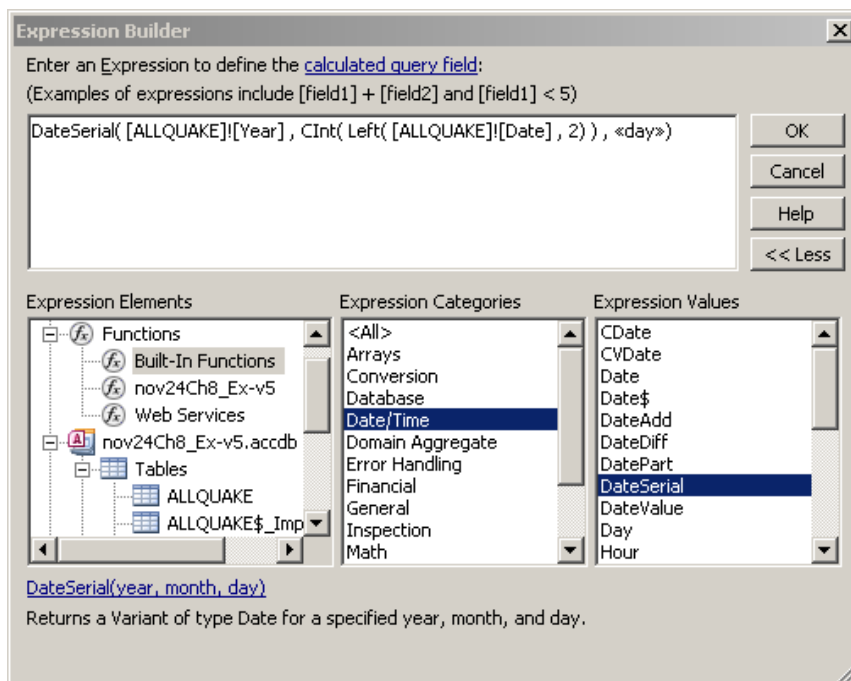 Expression Builder
Enter an Expression to define the calculated query field:
(Examples of expressions include [field1] + [field2] and [field1] < 5)
DateSerial( [ALLQUAKE]![Year] , CInt( Left( [ALLQUAKE]![Date] , 2) ) , «day»)
OK
Cancel
Help
<< Less
Expression Elements
Functions
Built-In Functions
nov24Ch8_Ex-v5
Web Services
nov24Ch8_Ex-v5.accdb
Tables
ALLQUAKE
ALLQUAKE$_Imp
Expression Categories
<All>
Arrays
Conversion
Database
Date/Time
Domain Aggregate
Error Handling
Financial
General
Inspection
Math
Expression Values
CDate
CVDate
Date
Date$
DateAdd
DateDiff
DatePart
DateSerial
DateValue
Day
Hour
DateSerial(year, month, day)
Returns a Variant of type Date for a specified year, month, and day.